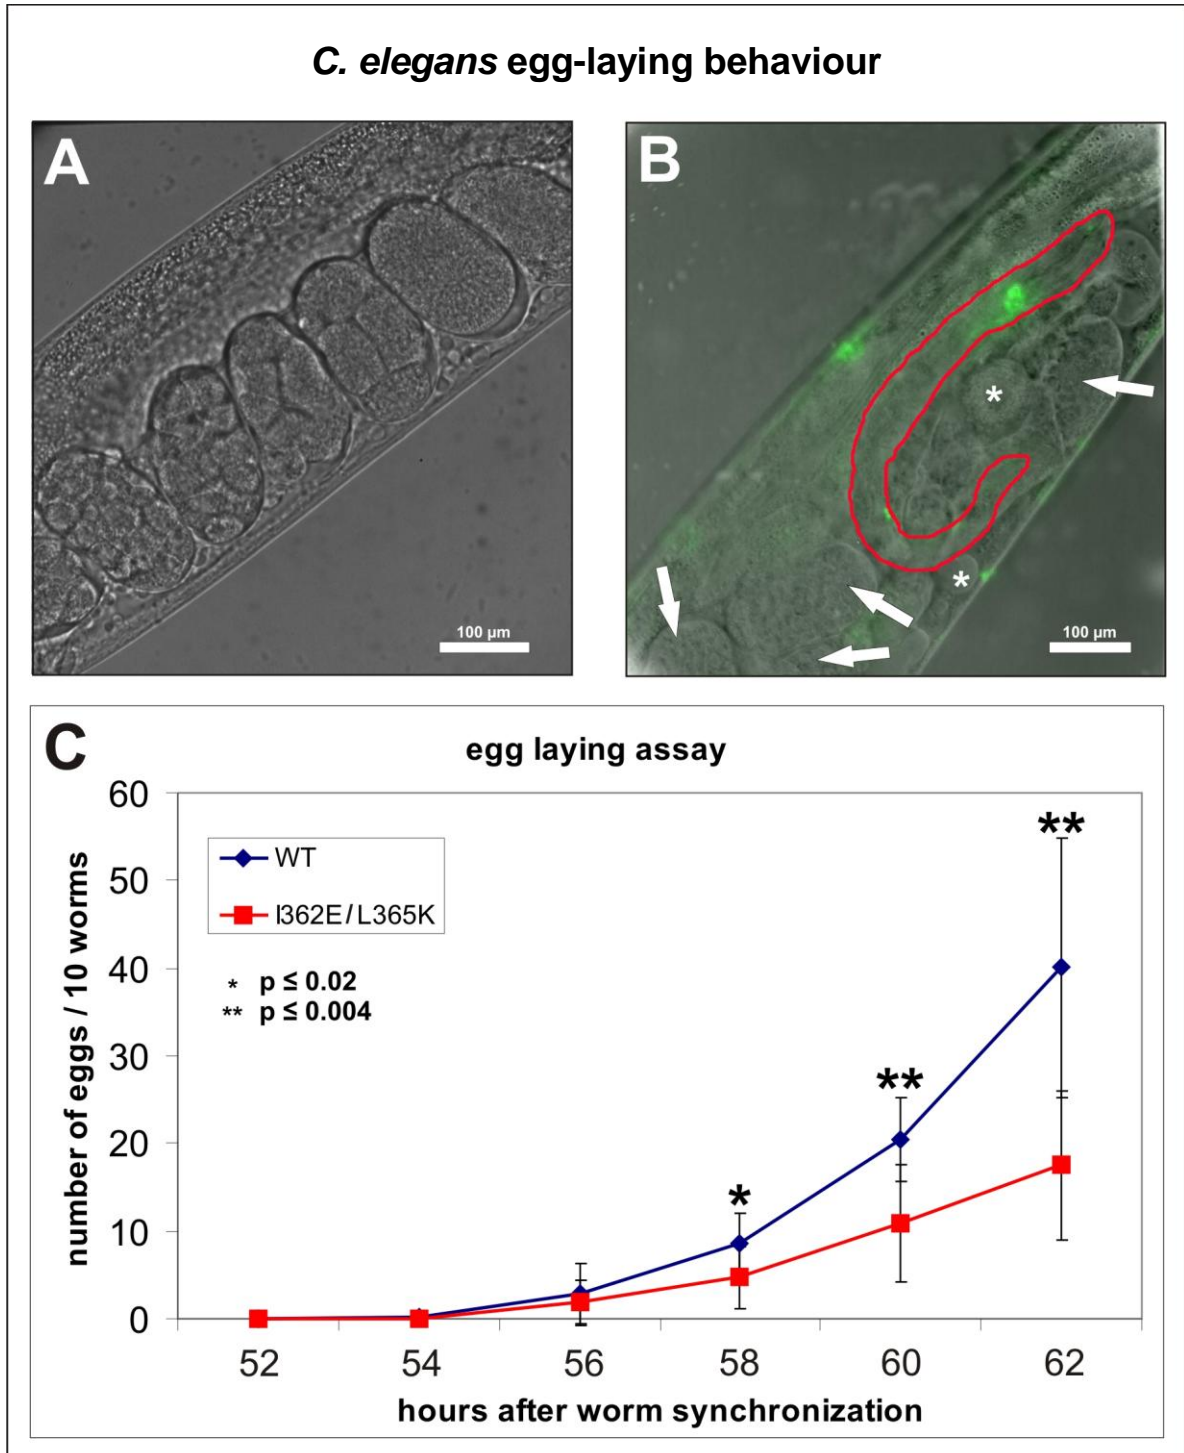 C. elegans egg-laying behaviour
A
B
*
*
100 µm
100 µm
C
egg laying assay
60
50
40
30
20
10
0
number of eggs / 10 worms
WT
I362E/L365K
* p ≤ 0.02
** p ≤ 0.004
*
**
**
52 54 56 58 60 62
hours after worm synchronization